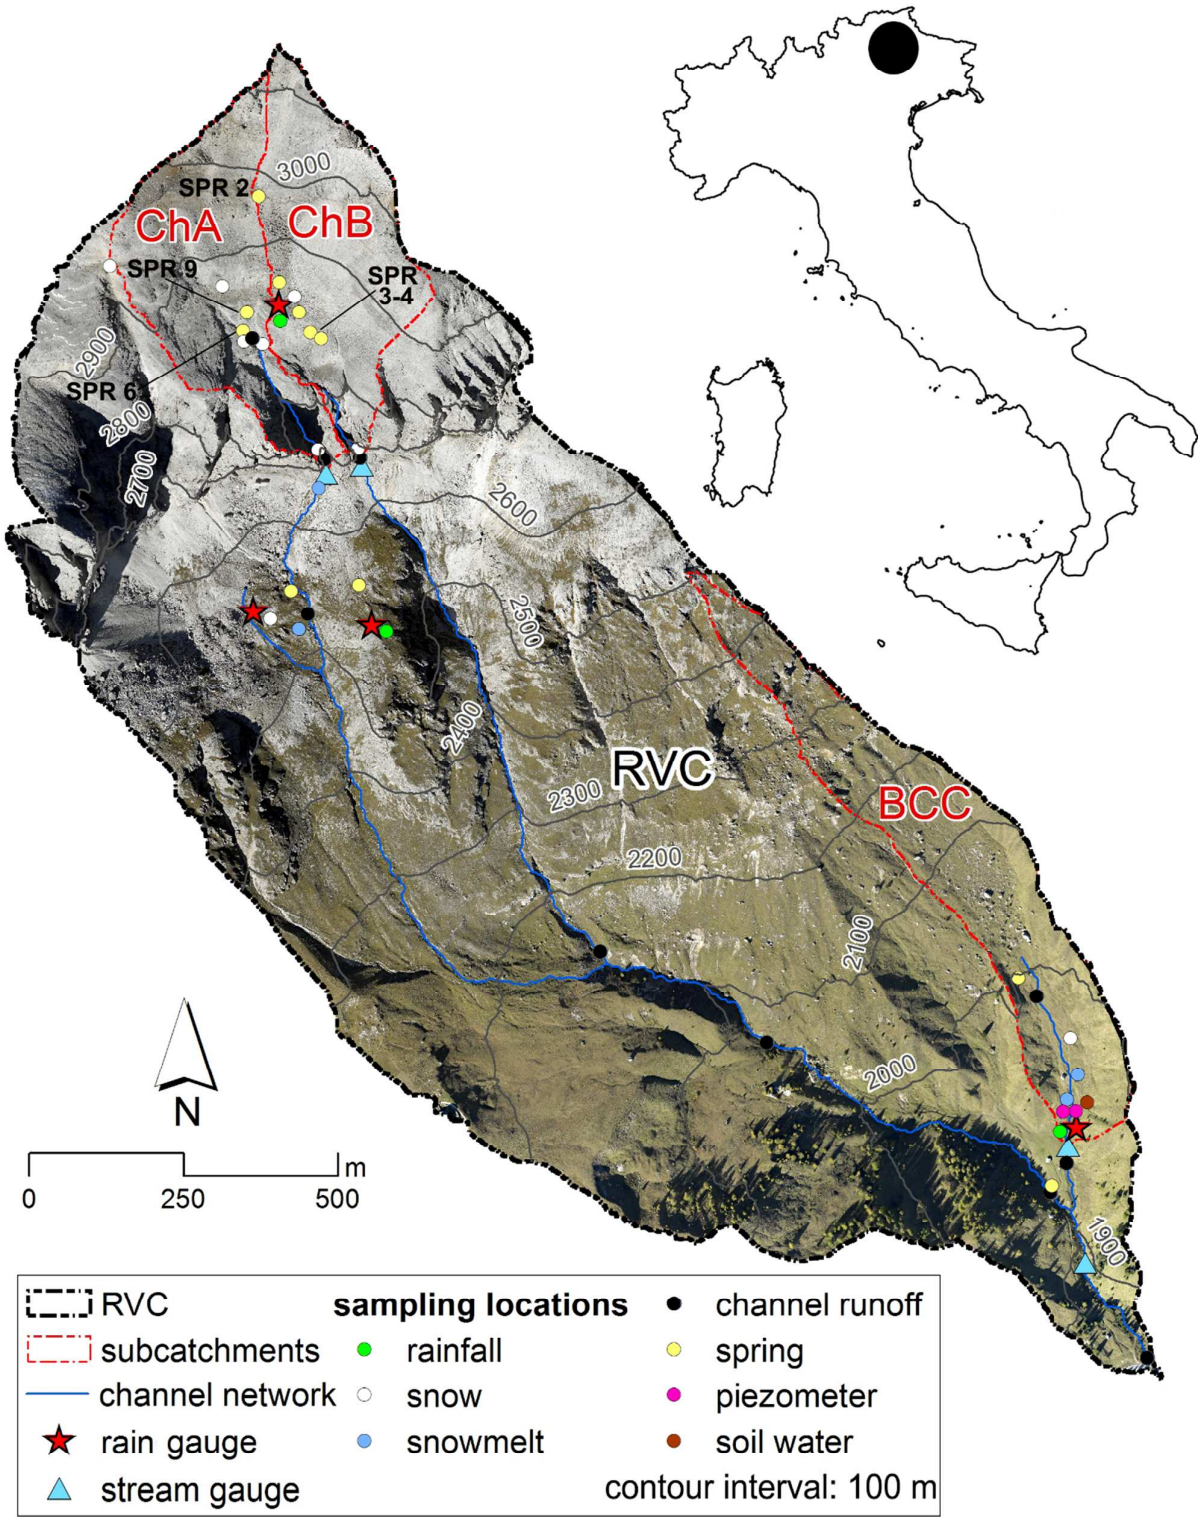 3000
SPR 2
ChA
ChB
SPR 9
SPR
3-4
2900
SPR 6
2800
2700
2600
2500
2400
RVC
2300
BCC
2200
2100
2000
1900
N
m
0 250 500
RVC
subcatchments
channel network
rain gauge
stream gauge
sampling locations
rainfall
snow
snowmelt
channel runoff
spring
piezometer
soil water
contour interval: 100 m